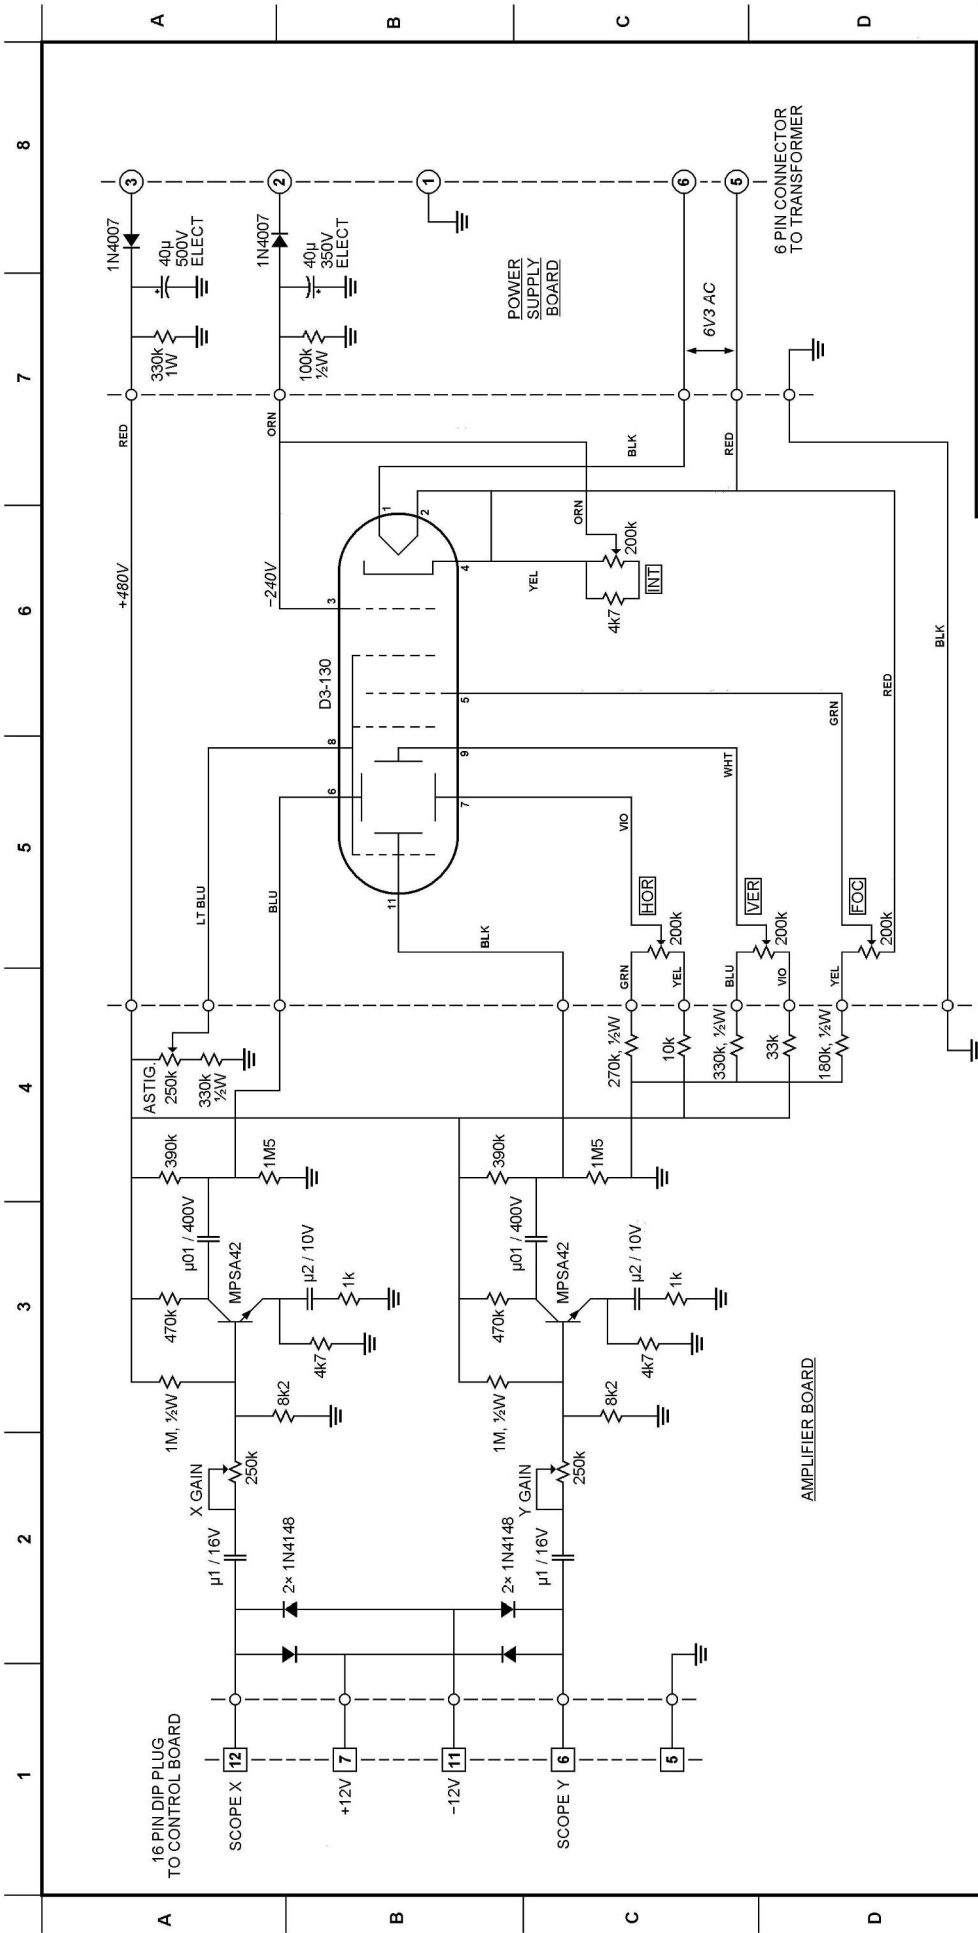 1
2
3
4
5
6
7
8
A
B
C
D
A
B
C
D
16 PIN DIP PLUG
TO CONTROL BOARD
SCOPE X
12
+12V
7
−12V
11
SCOPE Y
6
5
2× 1N4148
2× 1N4148
µ1 / 16V
X GAIN
250k
µ1 / 16V
Y GAIN
250k
1M, ½W
8k2
470k
MPSA42
4k7
µ2 / 10V
1k
µ01 / 400V
390k
1M5
1M, ½W
8k2
470k
MPSA42
4k7
µ2 / 10V
1k
µ01 / 400V
390k
1M5
AMPLIFIER BOARD
ASTIG.
250k
330k
½W
270k, ½W
10k
330k, ½W
33k
180k, ½W
LT BLU
BLU
BLK
GRN
YEL
BLU
VIO
YEL
HOR
200k
VER
200k
FOC
200k
VIO
WHT
GRN
RED
BLK
D3-130
11
6
8
7
9
5
3
4
1
2
+480V
−240V
YEL
ORN
4k7
200k
INT
RED
ORN
BLK
RED
330k
1W
40µ
500V
ELECT
1N4007
3
100k
½W
40µ
350V
ELECT
1N4007
2
1
POWER
SUPPLY
BOARD
6V3 AC
6
5
6 PIN CONNECTOR
TO TRANSFORMER